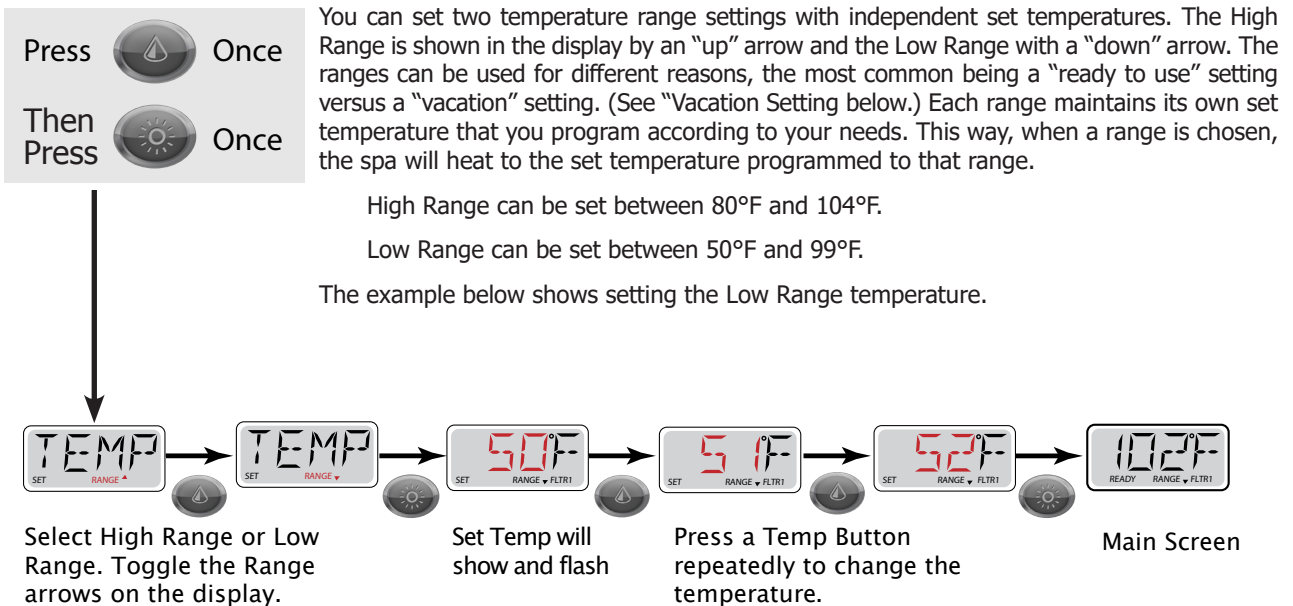 Press Once
Then
Press Once
You can set two temperature range settings with independent set temperatures. The High
Range is shown in the display by an “up” arrow and the Low Range with a “down” arrow. The
ranges can be used for different reasons, the most common being a “ready to use” setting
versus a “vacation” setting. (See “Vacation Setting below.) Each range maintains its own set
temperature that you program according to your needs. This way, when a range is chosen,
the spa will heat to the set temperature programmed to that range.
High Range can be set between 80°F and 104°F.
Low Range can be set between 50°F and 99°F.
The example below shows setting the Low Range temperature.
TEMP
SET RANGE
TEMP
SET RANGE
50°F
SET RANGE FLTR1
51°F
SET RANGE FLTR1
52°F
SET RANGE FLTR1
102°F
READY RANGE FLTR1
Select High Range or Low
Range. Toggle the Range
arrows on the display.
Set Temp will
show and flash
Press a Temp Button
repeatedly to change the
temperature.
Main Screen